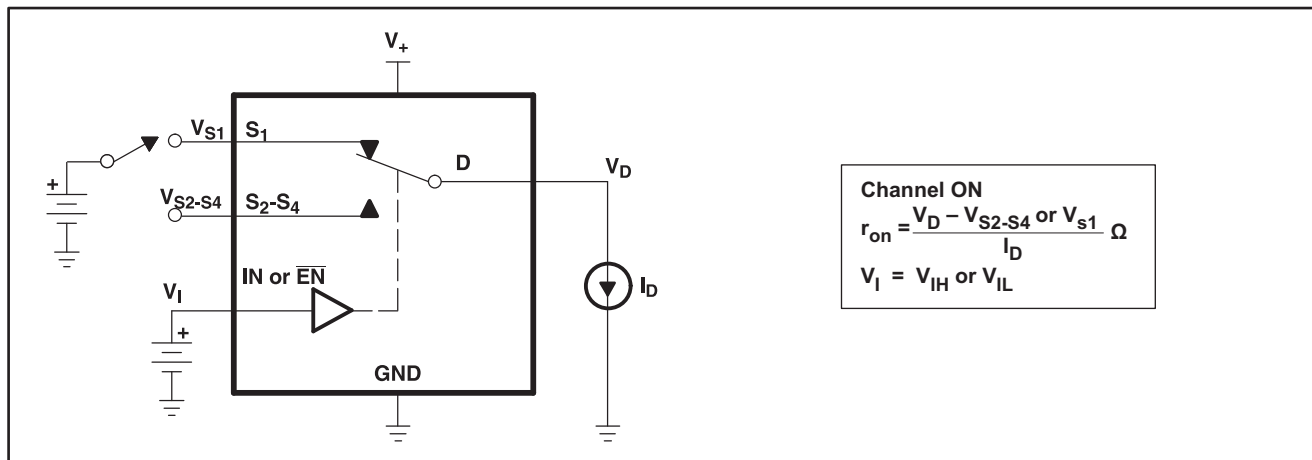 V+
VS1 S1
D
VD
+
VS2-S4 S2-S4
IN or E̅N̅
VI
+
ID
GND
Channel ON
ron = VD – VS2-S4 or Vs1 / ID Ω
VI = VIH or VIL